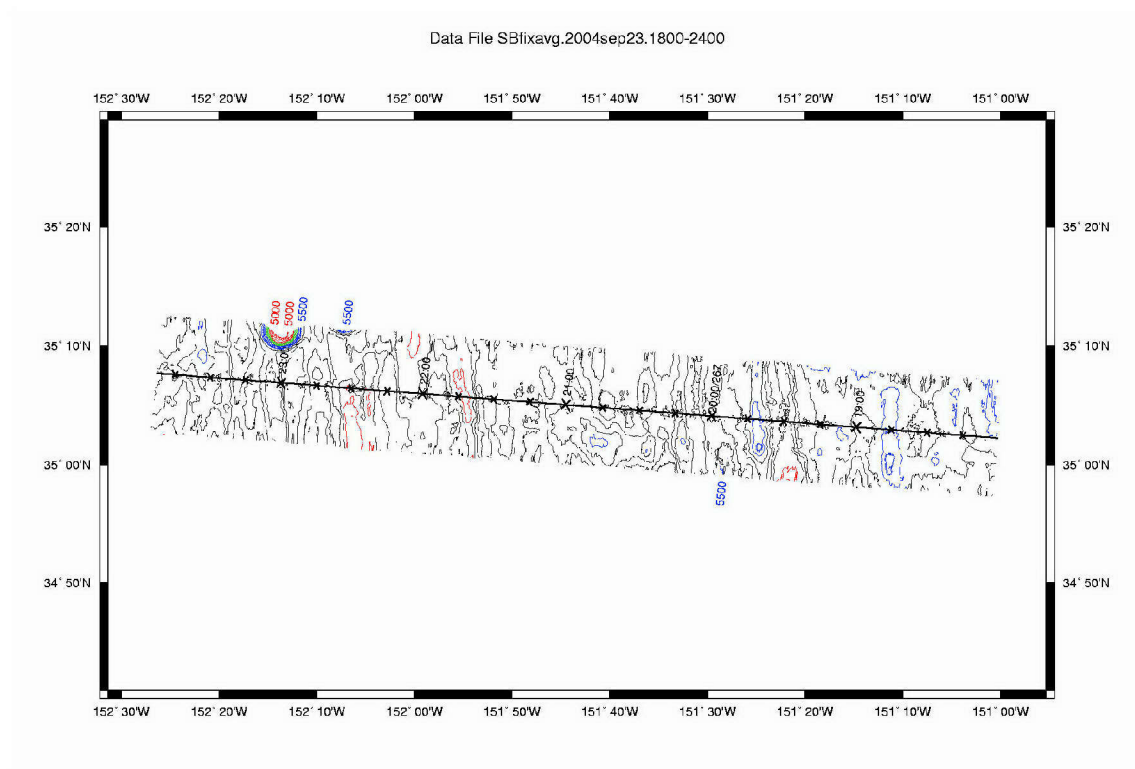 Data File SBfixavg.2004sep23.1800-2400
152˚ 30'W 152˚ 20'W 152˚ 10'W 152˚ 00'W 151˚ 50'W 151˚ 40'W 151˚ 30'W 151˚ 20'W 151˚ 10'W 151˚ 00'W
35˚ 20'N 35˚ 20'N
5000 5000 5500 5500
35˚ 10'N 35˚ 10'N
23:00 22:00 21:00 20:00/267 19:00
35˚ 00'N 35˚ 00'N
5500
34˚ 50'N 34˚ 50'N
152˚ 30'W 152˚ 20'W 152˚ 10'W 152˚ 00'W 151˚ 50'W 151˚ 40'W 151˚ 30'W 151˚ 20'W 151˚ 10'W 151˚ 00'W